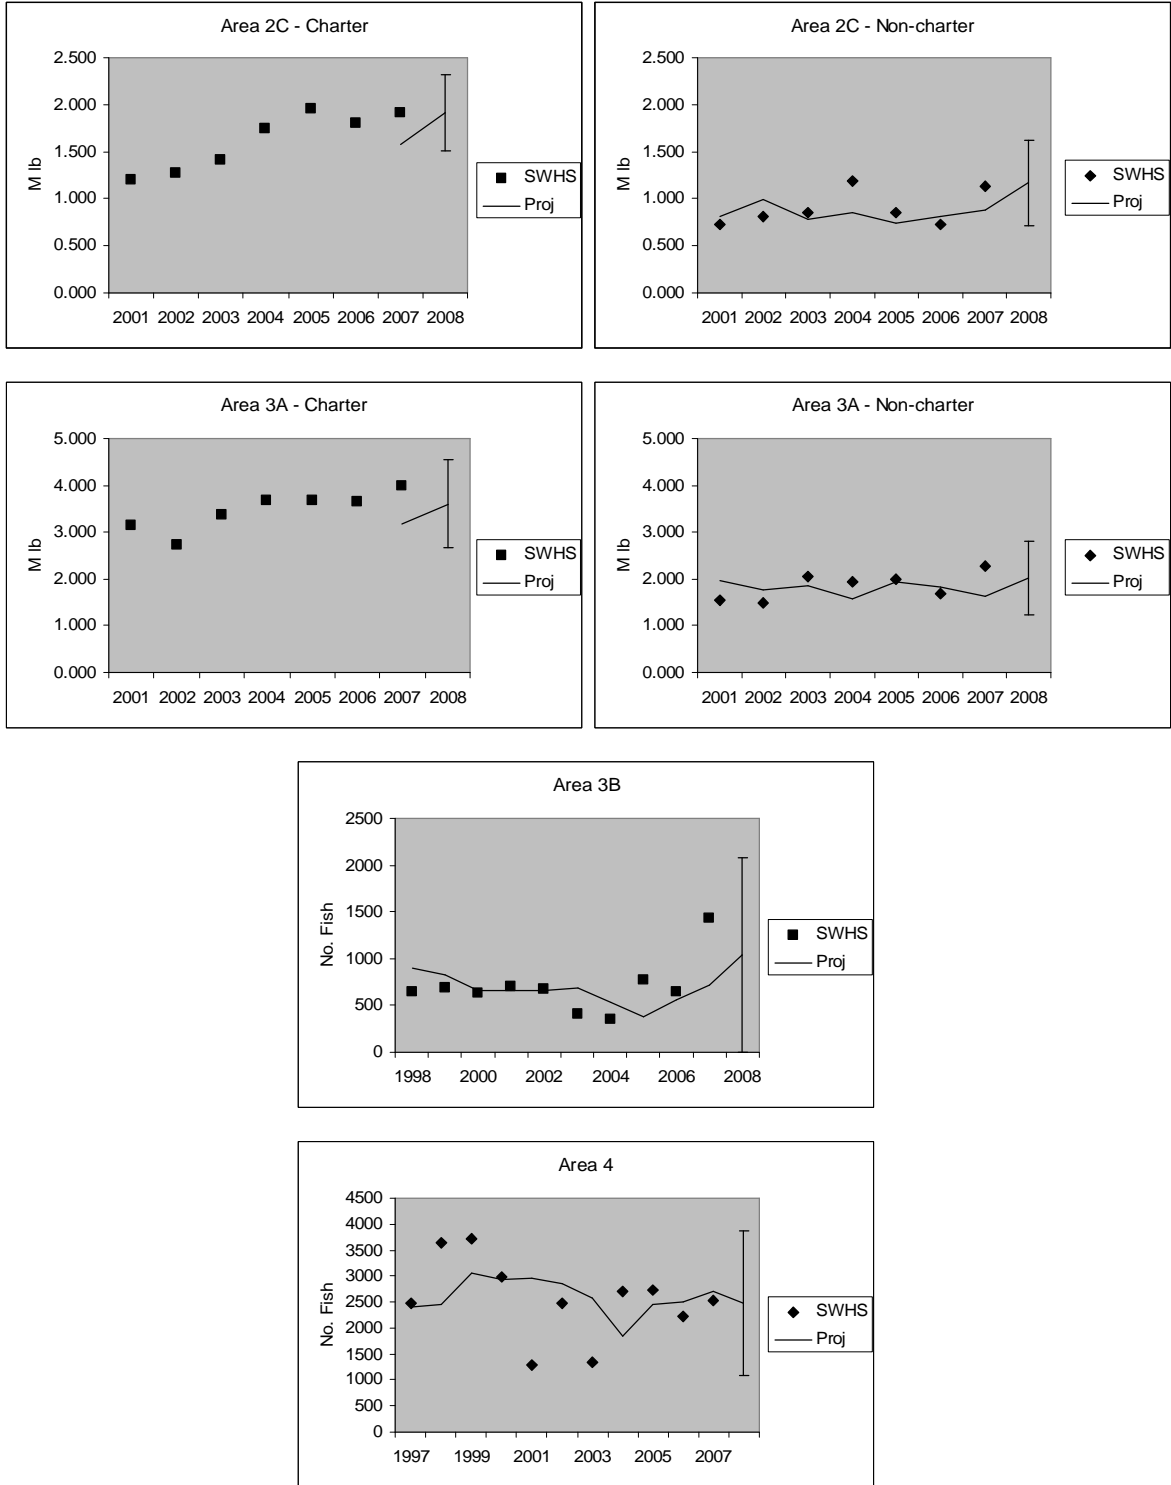 Area 2C - Charter
2.500
2.000
1.500
1.000
0.500
0.000
M lb
2001 2002 2003 2004 2005 2006 2007 2008
SWHS
Proj
Area 2C - Non-charter
2.500
2.000
1.500
1.000
0.500
0.000
M lb
2001 2002 2003 2004 2005 2006 2007 2008
SWHS
Proj
Area 3A - Charter
5.000
4.000
3.000
2.000
1.000
0.000
M lb
2001 2002 2003 2004 2005 2006 2007 2008
SWHS
Proj
Area 3A - Non-charter
5.000
4.000
3.000
2.000
1.000
0.000
M lb
2001 2002 2003 2004 2005 2006 2007 2008
SWHS
Proj
Area 3B
2500
2000
1500
1000
500
0
No. Fish
1998 2000 2002 2004 2006 2008
SWHS
Proj
Area 4
4500
4000
3500
3000
2500
2000
1500
1000
500
0
No. Fish
1997 1999 2001 2003 2005 2007
SWHS
Proj